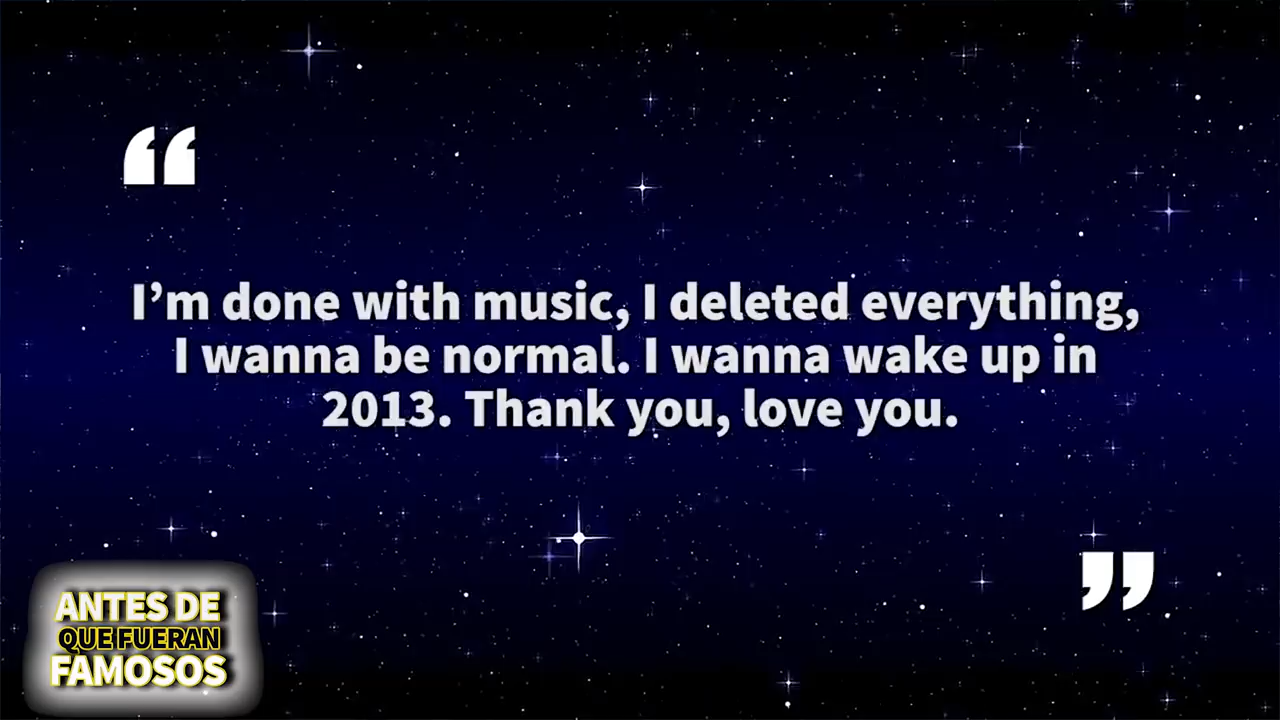 “
I’m done with music, I deleted everything,
I wanna be normal. I wanna wake up in
2013. Thank you, love you.
”
ANTES DE
QUE FUERAN
FAMOSOS